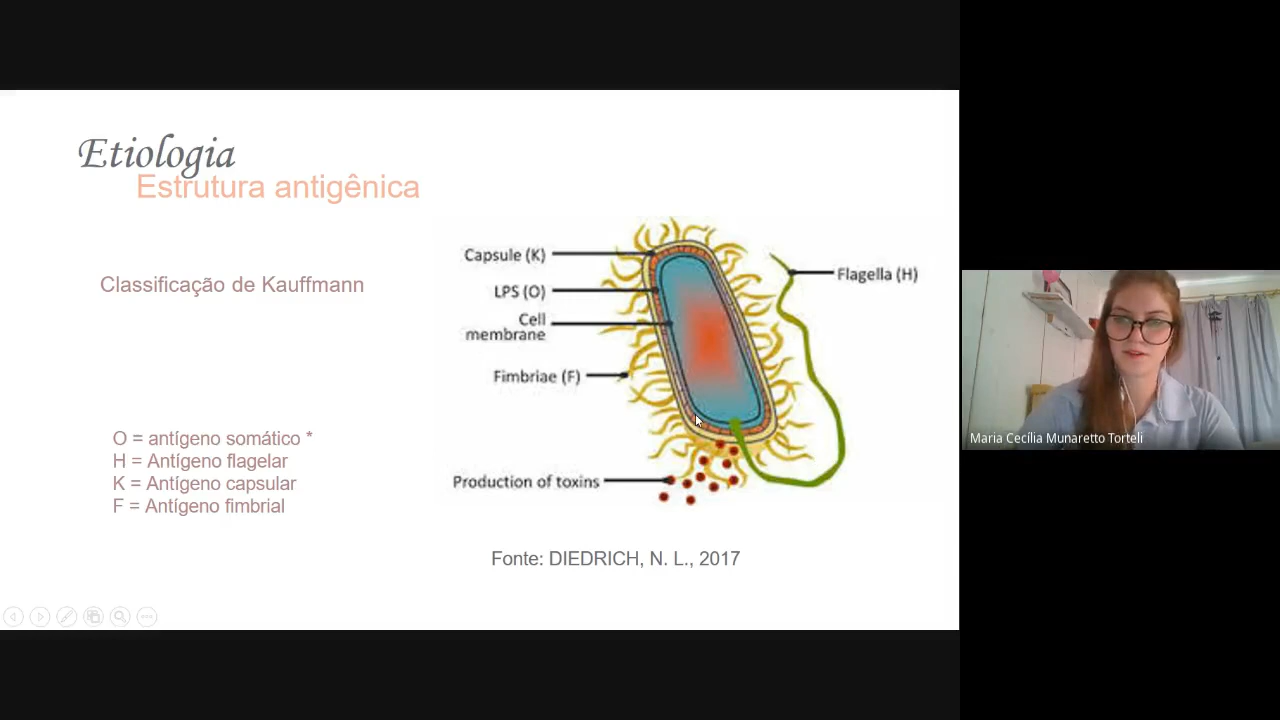 Etiologia
Estrutura antigênica
Classificação de Kauffmann
O = antígeno somático *
H = Antígeno flagelar
K = Antígeno capsular
F = Antígeno fimbrial
Capsule (K)
LPS (O)
Cell
membrane
Fimbriae (F)
Production of toxins
Flagella (H)
Fonte: DIEDRICH, N. L., 2017
Maria Cecília Munaretto Torteli